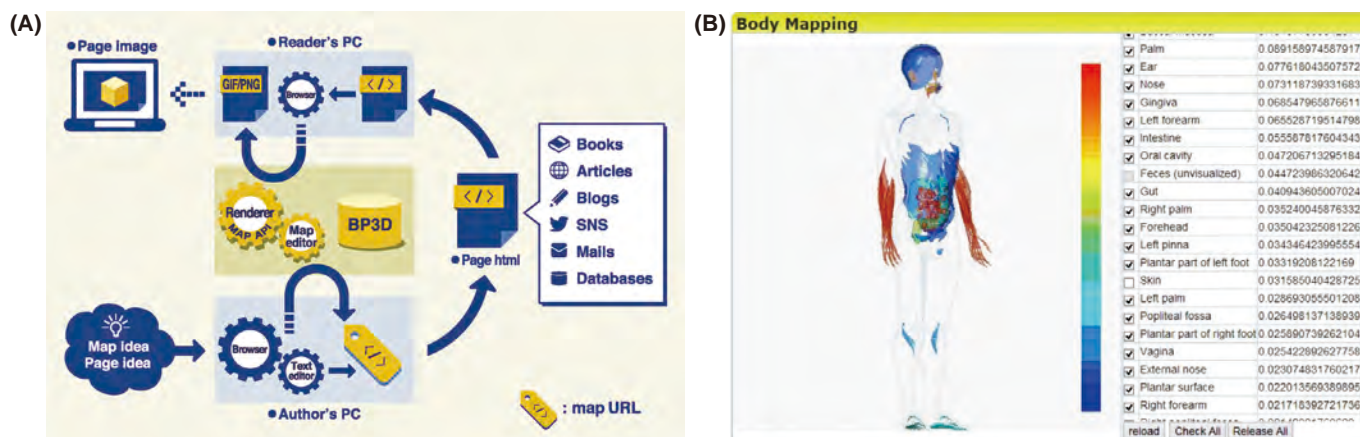 (A)
Page image
Reader's PC
GIF/PNG
Browser
</>
Renderer
MAP API
Map
editor
BP3D
</>
Page html
Books
Articles
Blogs
SNS
Mails
Databases
Map idea
Page idea
Browser
Text
editor
</>
Author's PC
</> : map URL
(B)
Body Mapping
Palm 0.089158974587917
Ear 0.077618043507572
Nose 0.073118739331683
Gingiva 0.068547965876611
Left forearm 0.065528719514798
Intestine 0.055587817604343
Oral cavity 0.047206713295184
Feces (unvisualized) 0.044723986320642
Gut 0.040943605007024
Right palm 0.035240045876332
Forehead 0.035042325081226
Left pinna 0.034346423995554
Plantar part of left foot 0.03319208122169
Skin 0.031585040428725
Left palm 0.028693055501208
Popliteal fossa 0.026498137138939
Plantar part of right foot 0.025890739262104
Vagina 0.025422892627758
External nose 0.023074831760217
Plantar surface 0.022013569389895
Right forearm 0.021718392721736
reload Check All Release All